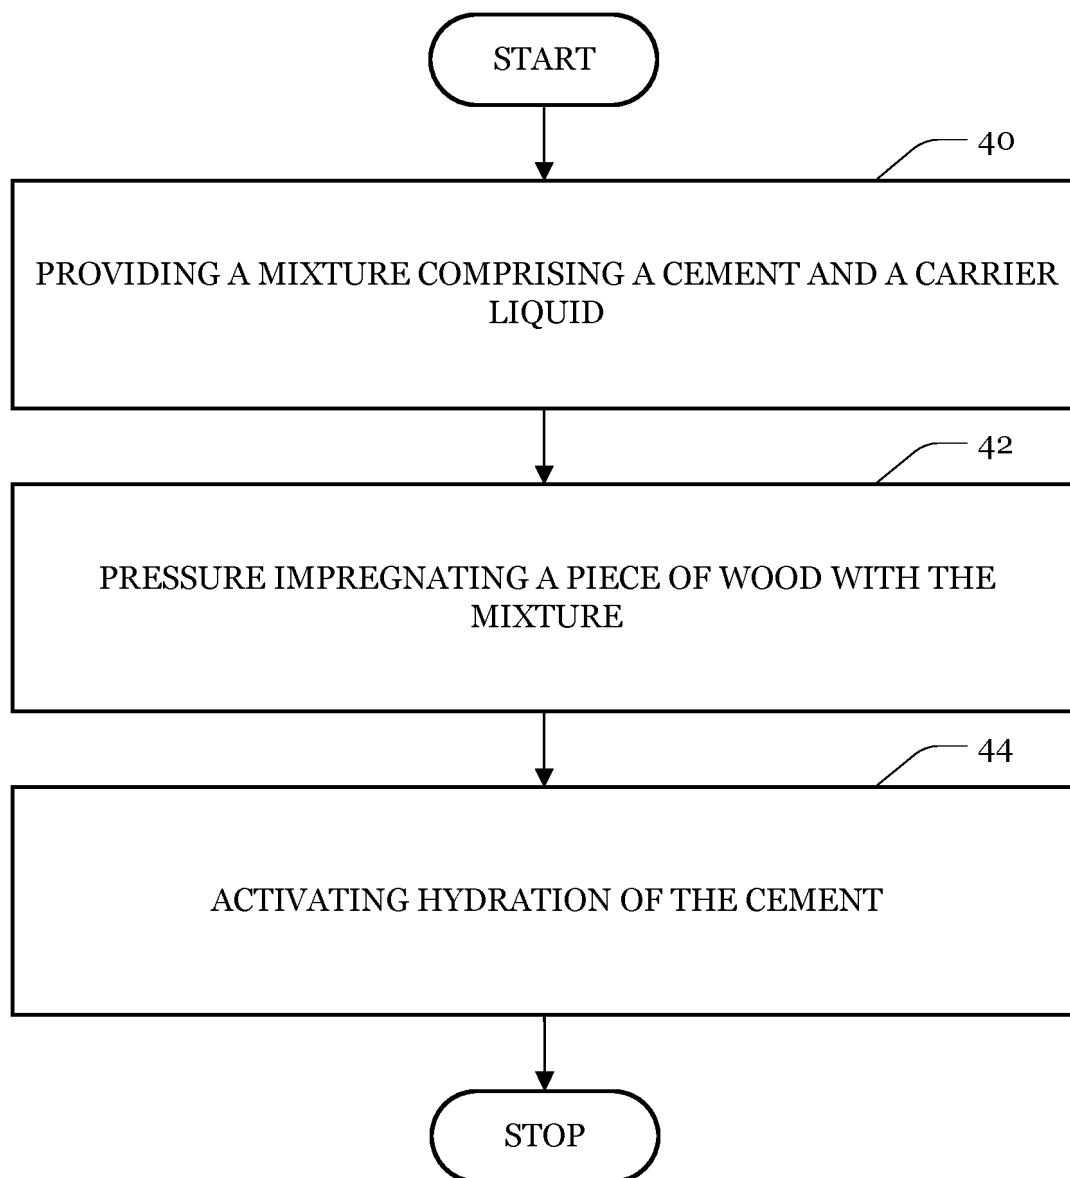 START
40
PROVIDING A MIXTURE COMPRISING A CEMENT AND A CARRIER
LIQUID
42
PRESSURE IMPREGNATING A PIECE OF WOOD WITH THE
MIXTURE
44
ACTIVATING HYDRATION OF THE CEMENT
STOP